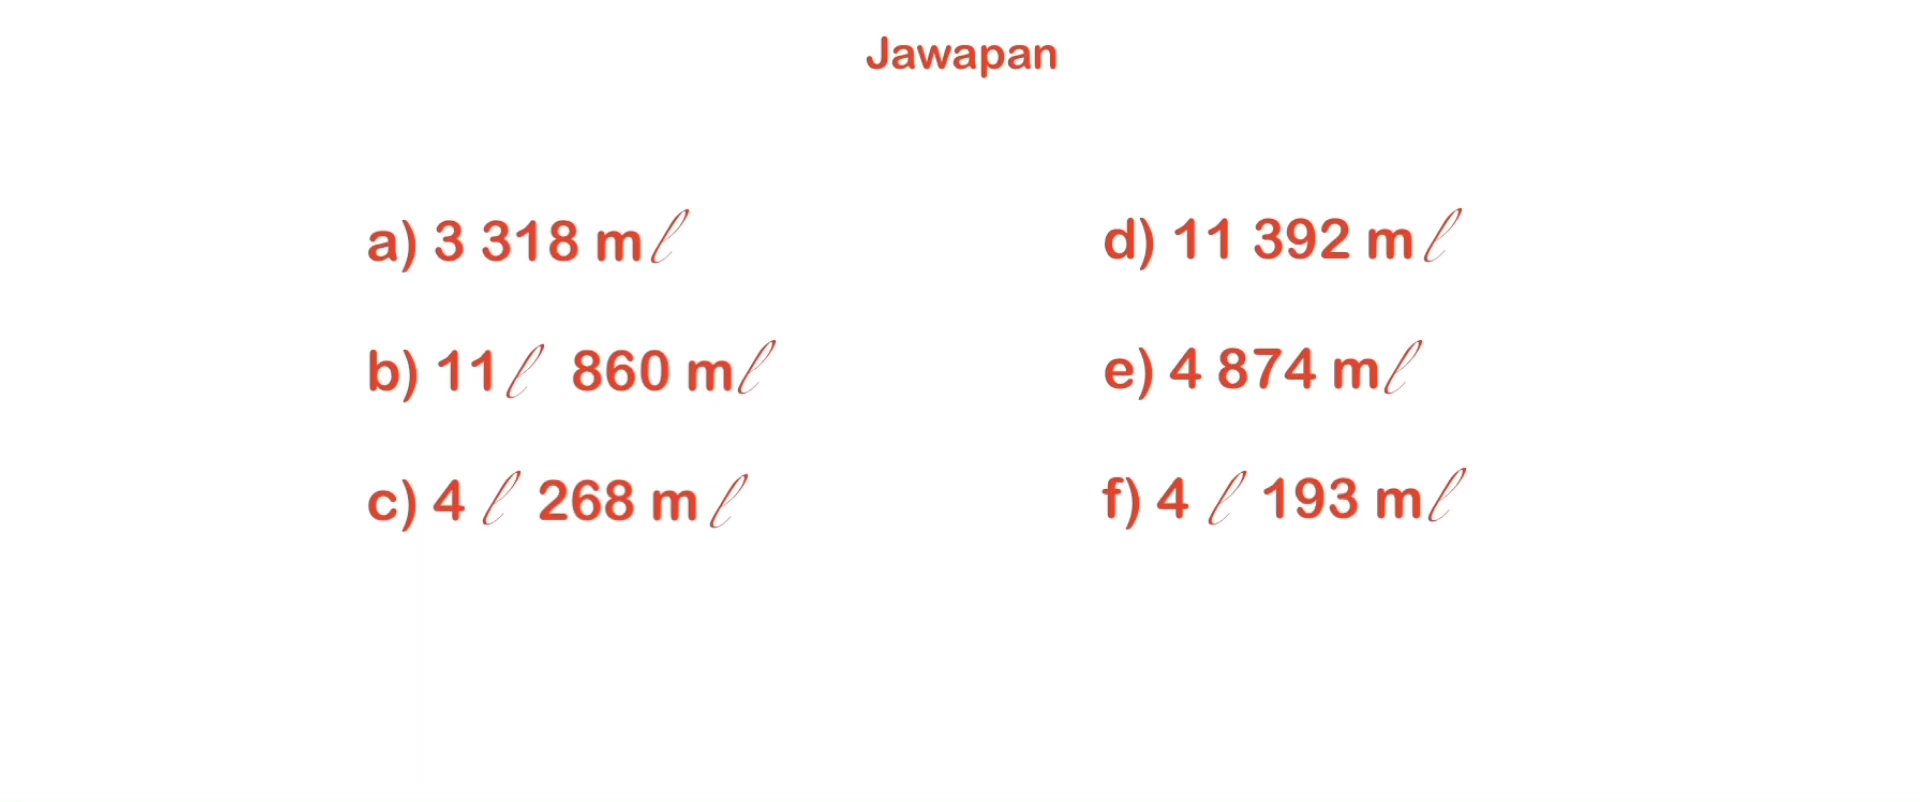 Jawapan
a) 3 318 mℓ
b) 11ℓ 860 mℓ
c) 4 ℓ 268 mℓ
d) 11 392 mℓ
e) 4 874 mℓ
f) 4 ℓ 193 mℓ